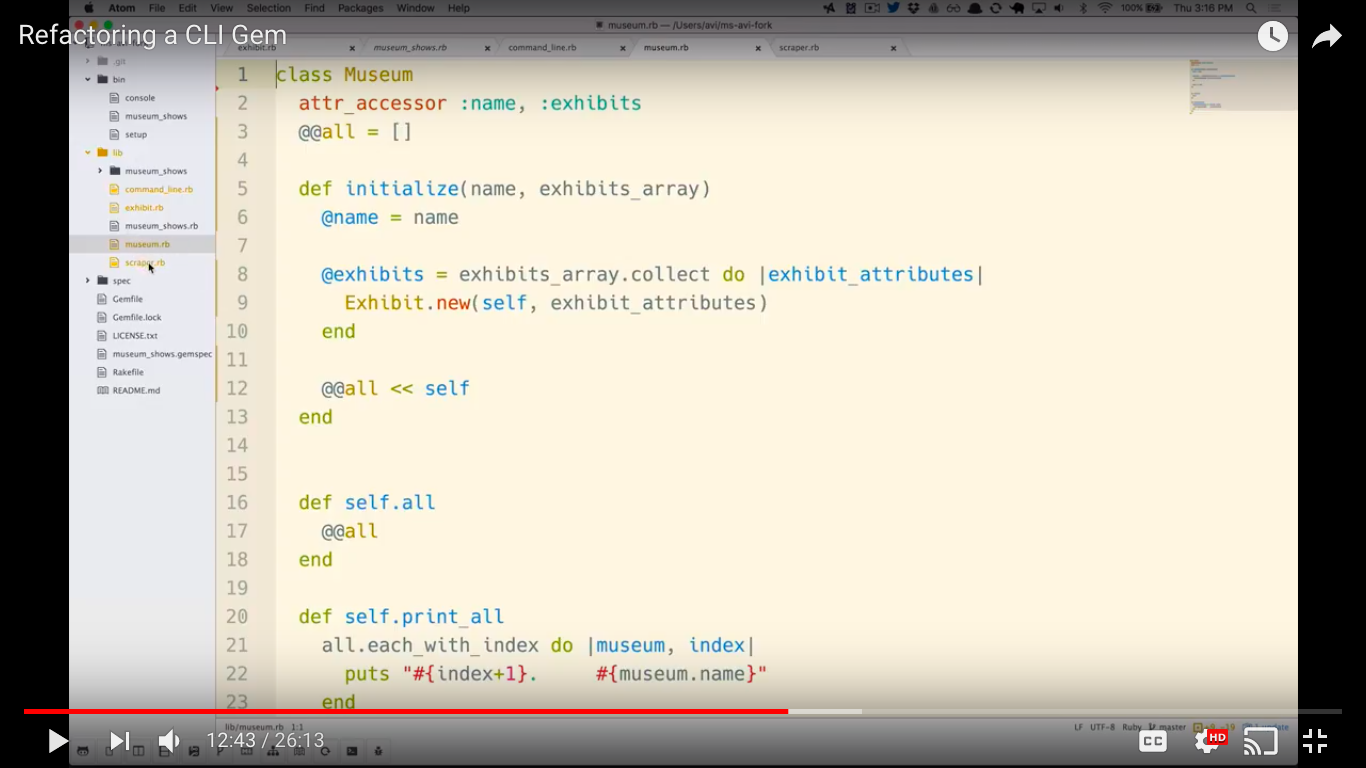 Atom File Edit View Selection Find Packages Window Help 100% Thu 3:16 PM
museum.rb — /Users/avi/ms-avi-fork
Refactoring a CLI Gem
exhibit.rb museum_shows.rb command_line.rb museum.rb scraper.rb
.git
bin
console
museum_shows
setup
lib
museum_shows
command_line.rb
exhibit.rb
museum_shows.rb
museum.rb
scraper.rb
spec
Gemfile
Gemfile.lock
LICENSE.txt
museum_shows.gemspec
Rakefile
README.md
1 class Museum
2 attr_accessor :name, :exhibits
3 @@all = []
4
5 def initialize(name, exhibits_array)
6 @name = name
7
8 @exhibits = exhibits_array.collect do |exhibit_attributes|
9 Exhibit.new(self, exhibit_attributes)
10 end
11
12 @@all << self
13 end
14
15
16 def self.all
17 @@all
18 end
19
20 def self.print_all
21 all.each_with_index do |museum, index|
22 puts "#{index+1}. #{museum.name}"
23 end
lib/museum.rb 1:1 LF UTF-8 Ruby master 1 update
12:43 / 26:13 CC HD